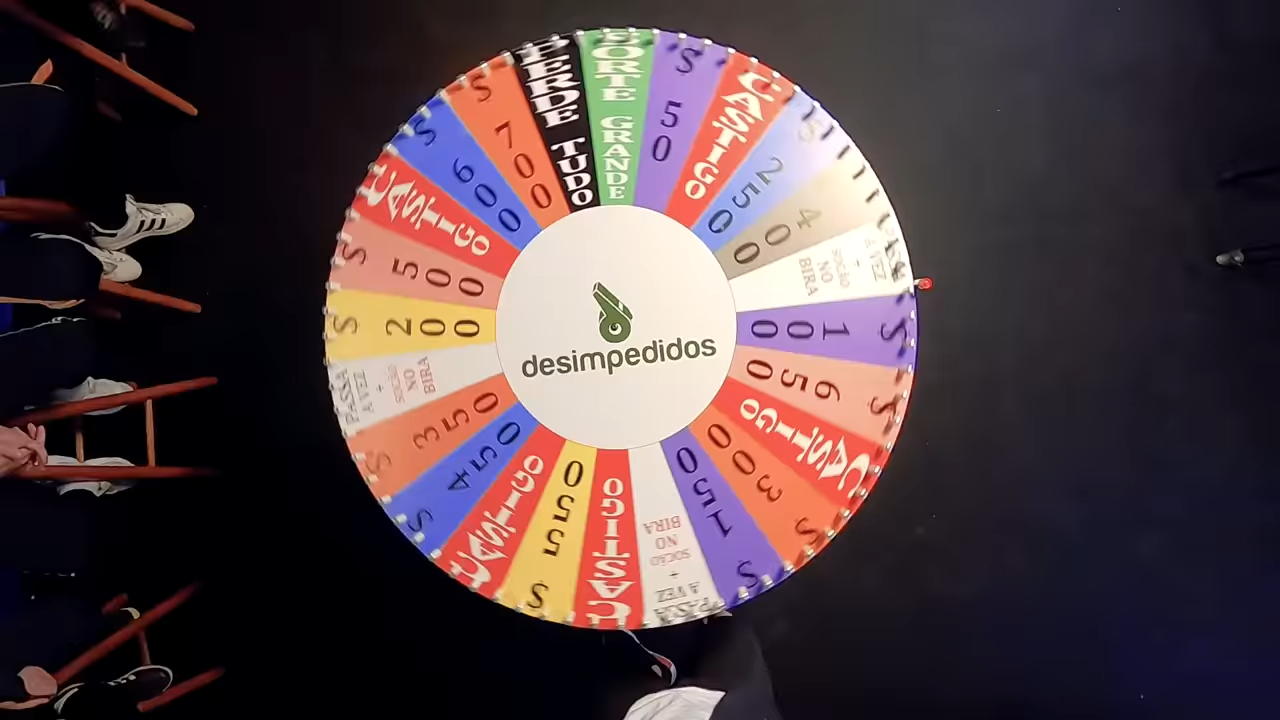 PERDE TUDO
SORTE GRANDE
$ 50
CASTIGO
$ 250
40
PASSA
A VEZ
+
SOCÃO
NO
BIRA
$ 100
$ 650
CASTIGO
$ 300
$ 150
PASSA
A VEZ
+
SOCÃO
NO
BIRA
CASTIGO
$ 550
CASTIGO
$ 450
$ 350
PASSA
A VEZ
+
SOCÃO
NO
BIRA
$ 200
$ 500
CASTIGO
$ 600
$ 700
desimpedidos